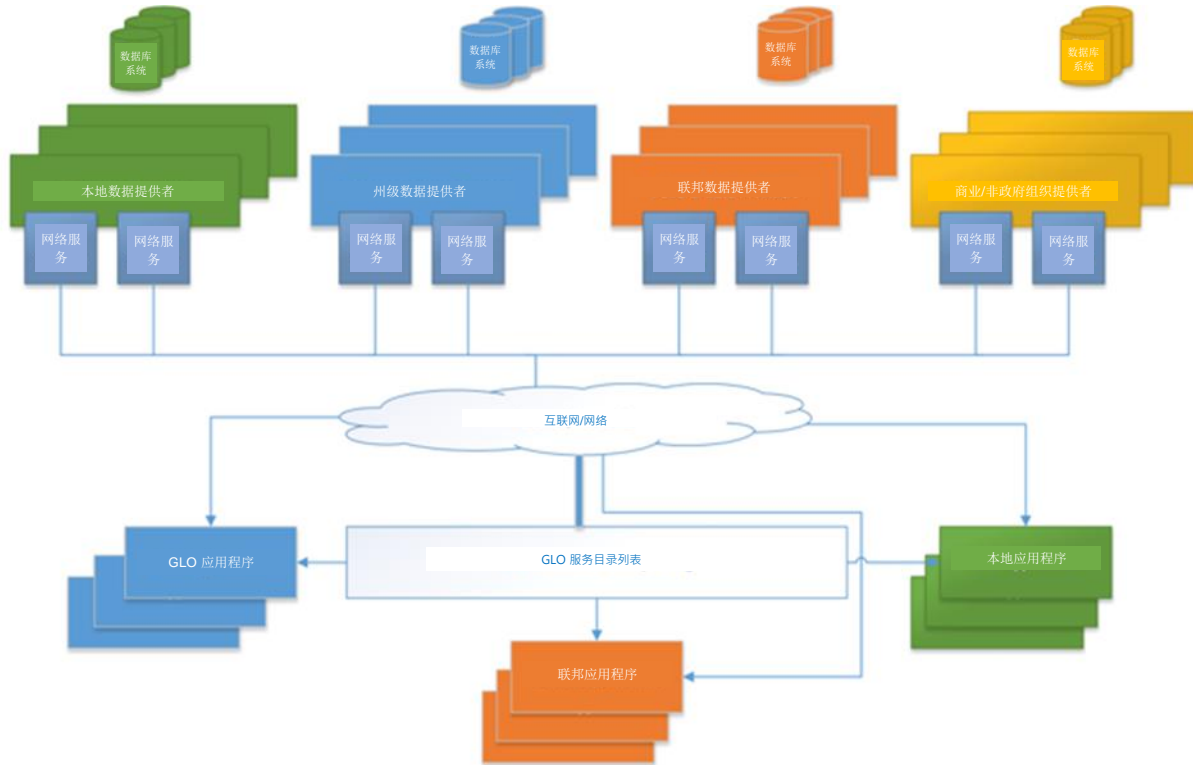 数据库
系统
数据库
系统
数据库
系统
数据库
系统
本地数据提供者
州级数据提供者
联邦数据提供者
商业/非政府组织提供者
网络服
务
网络服
务
网络服
务
网络服
务
网络服
务
网络服
务
网络服
务
网络服
务
互联网/网络
GLO 应用程序
GLO 服务目录列表
本地应用程序
联邦应用程序